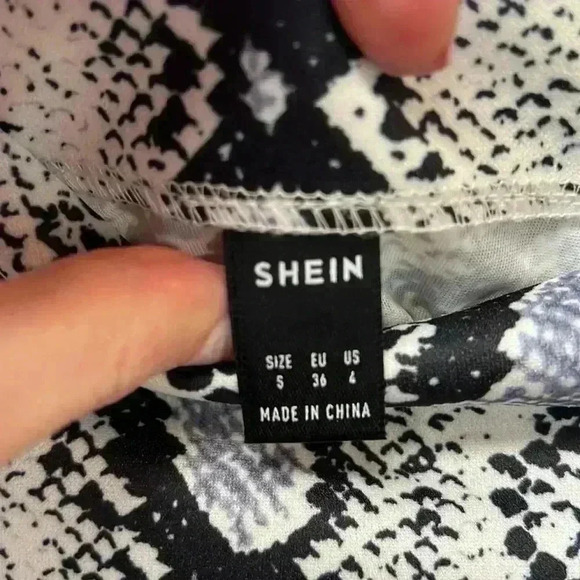 SHEIN
SIZE EU US
S 36 4
MADE IN CHINA